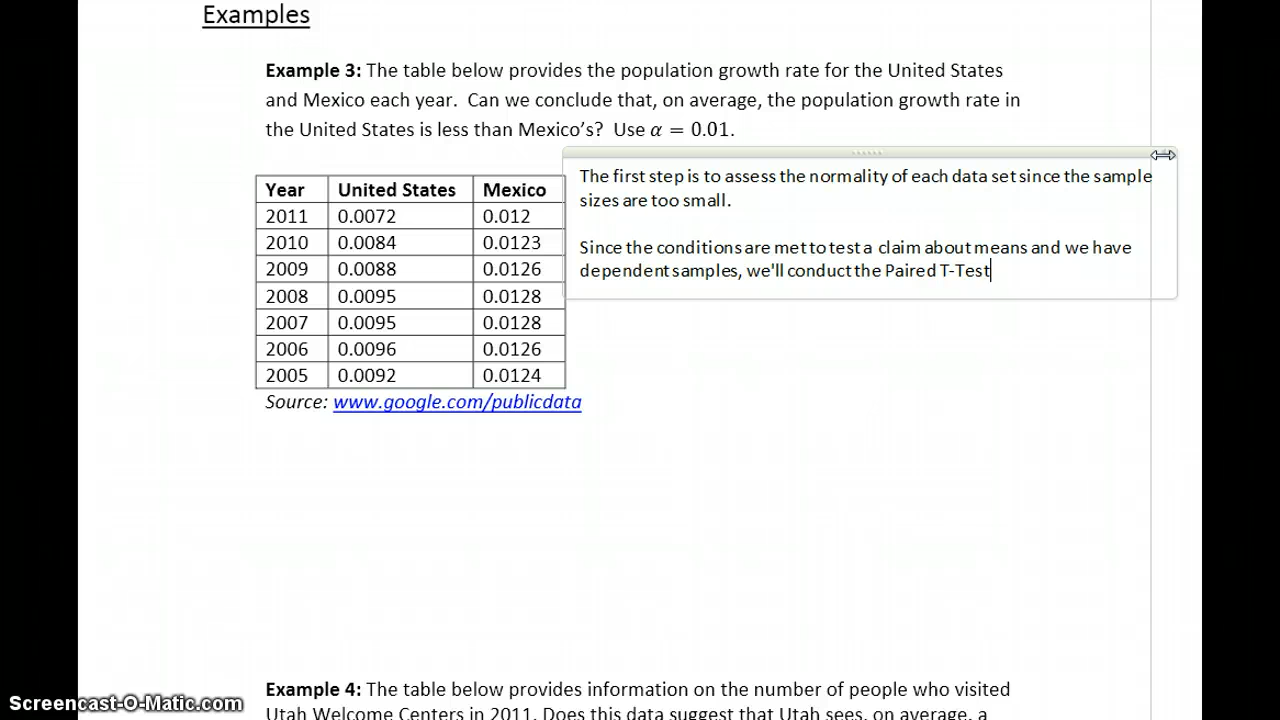 Examples
Example 3: The table below provides the population growth rate for the United States
and Mexico each year. Can we conclude that, on average, the population growth rate in
the United States is less than Mexico's? Use α = 0.01.
The first step is to assess the normality of each data set since the sample
sizes are too small.
Since the conditions are met to test a claim about means and we have
dependent samples, we'll conduct the Paired T-Test
Year United States Mexico
2011 0.0072 0.012
2010 0.0084 0.0123
2009 0.0088 0.0126
2008 0.0095 0.0128
2007 0.0095 0.0128
2006 0.0096 0.0126
2005 0.0092 0.0124
Source: www.google.com/publicdata
Example 4: The table below provides information on the number of people who visited
Utah Welcome Centers in 2011. Does this data suggest that Utah sees, on average, a
Screencast-O-Matic.com